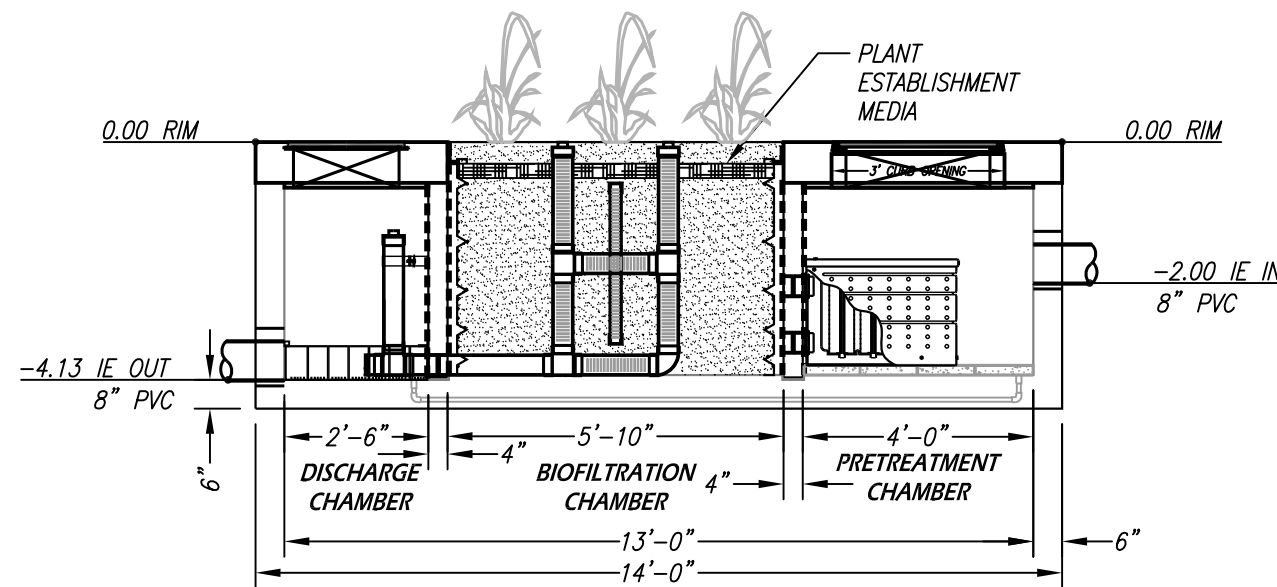 PLANT
ESTABLISHMENT
MEDIA
0.00 RIM
0.00 RIM
3' CURB OPENING
-2.00 IE IN
8" PVC
-4.13 IE OUT
8" PVC
6"
2'-6"
4"
5'-10"
4"
4'-0"
DISCHARGE
CHAMBER
BIOFILTRATION
CHAMBER
PRETREATMENT
CHAMBER
13'-0"
6"
14'-0"